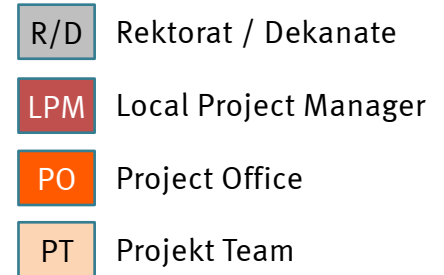 R/D Rektorat / Dekanate
LPM Local Project Manager
PO Project Office
PT Projekt Team